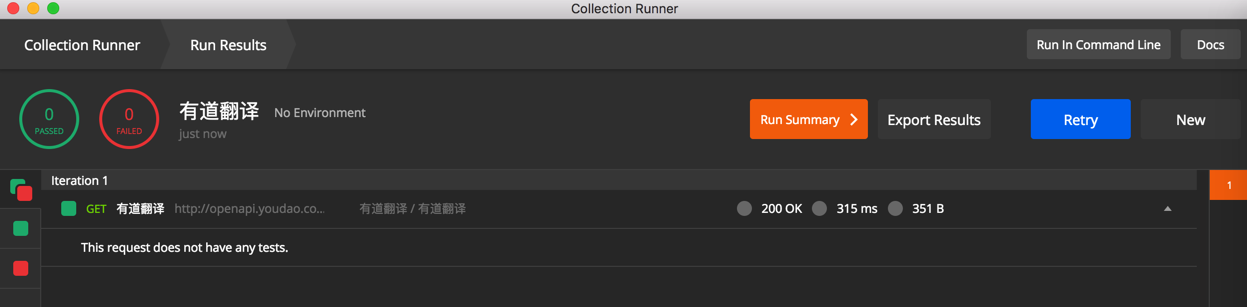 Collection Runner
Collection Runner Run Results Run In Command Line Docs
0 PASSED
0 FAILED
有道翻译 No Environment
just now
Run Summary Export Results Retry New
Iteration 1
1
GET 有道翻译 http://openapi.youdao.co... 有道翻译 / 有道翻译 200 OK 315 ms 351 B
This request does not have any tests.